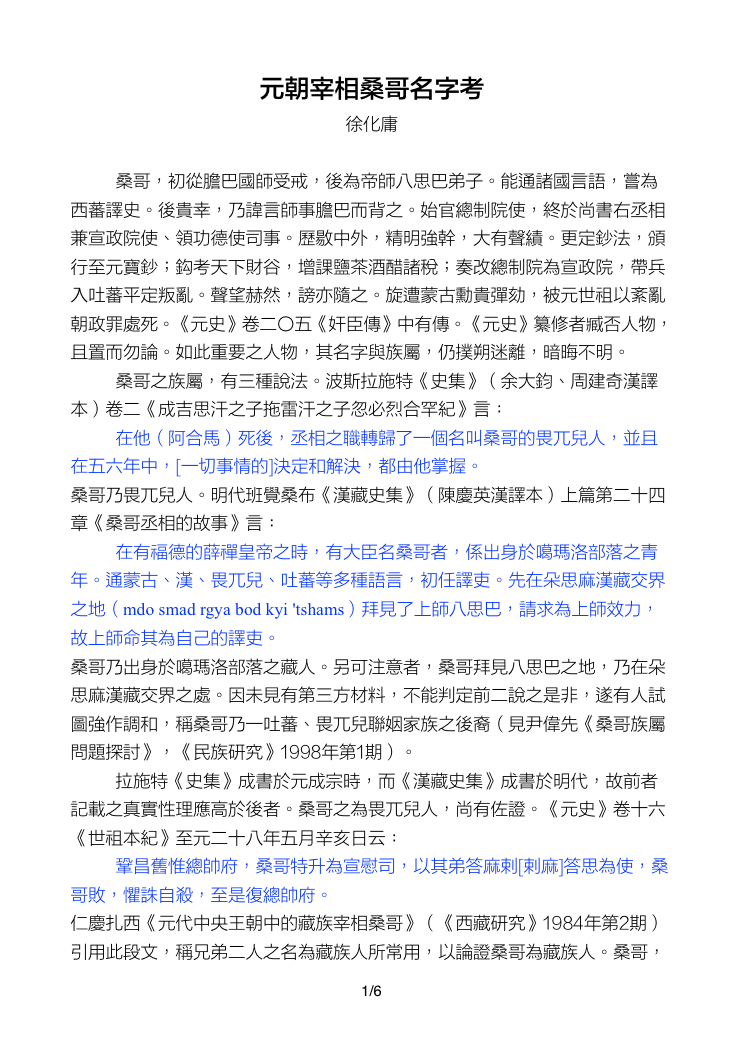 元朝宰相桑哥名字考
徐化庸
桑哥，初從膽巴國師受戒，後為帝師八思巴弟子。能通諸國言語，嘗為
西蕃譯史。後貴幸，乃諱言師事膽巴而背之。始官總制院使，終於尚書右丞相
兼宣政院使、領功德使司事。歷敭中外，精明強幹，大有聲績。更定鈔法，頒
行至元寶鈔；鈎考天下財谷，增課鹽茶酒醋諸稅；奏改總制院為宣政院，帶兵
入吐蕃平定叛亂。聲望赫然，謗亦隨之。旋遭蒙古勳貴彈劾，被元世祖以紊亂
朝政罪處死。《元史》卷二〇五《奸臣傳》中有傳。《元史》纂修者臧否人物，
且置而勿論。如此重要之人物，其名字與族屬，仍撲朔迷離，暗晦不明。
桑哥之族屬，有三種說法。波斯拉施特《史集》（余大鈞、周建奇漢譯
本）卷二《成吉思汗之子拖雷汗之子忽必烈合罕紀》言：
在他（阿合馬）死後，丞相之職轉歸了一個名叫桑哥的畏兀兒人，並且
在五六年中，[一切事情的]決定和解決，都由他掌握。
桑哥乃畏兀兒人。明代班覺桑布《漢藏史集》（陳慶英漢譯本）上篇第二十四
章《桑哥丞相的故事》言：
在有福德的薛禪皇帝之時，有大臣名桑哥者，係出身於噶瑪洛部落之青
年。通蒙古、漢、畏兀兒、吐蕃等多種語言，初任譯吏。先在朵思麻漢藏交界
之地（mdo smad rgya bod kyi 'tshams）拜見了上師八思巴，請求為上師效力，
故上師命其為自己的譯吏。
桑哥乃出身於噶瑪洛部落之藏人。另可注意者，桑哥拜見八思巴之地，乃在朵
思麻漢藏交界之處。因未見有第三方材料，不能判定前二說之是非，遂有人試
圖強作調和，稱桑哥乃一吐蕃、畏兀兒聯姻家族之後裔（見尹偉先《桑哥族屬
問題探討》，《民族研究》1998年第1期）。
拉施特《史集》成書於元成宗時，而《漢藏史集》成書於明代，故前者
記載之真實性理應高於後者。桑哥之為畏兀兒人，尚有佐證。《元史》卷十六
《世祖本紀》至元二十八年五月辛亥日云：
鞏昌舊惟總帥府，桑哥特升為宣慰司，以其弟答麻剌[剌麻]答思為使，桑
哥敗，懼誅自殺，至是復總帥府。
仁慶扎西《元代中央王朝中的藏族宰相桑哥》（《西藏研究》1984年第2期）
引用此段文，稱兄弟二人之名為藏族人所常用，以論證桑哥為藏族人。桑哥，
1/6